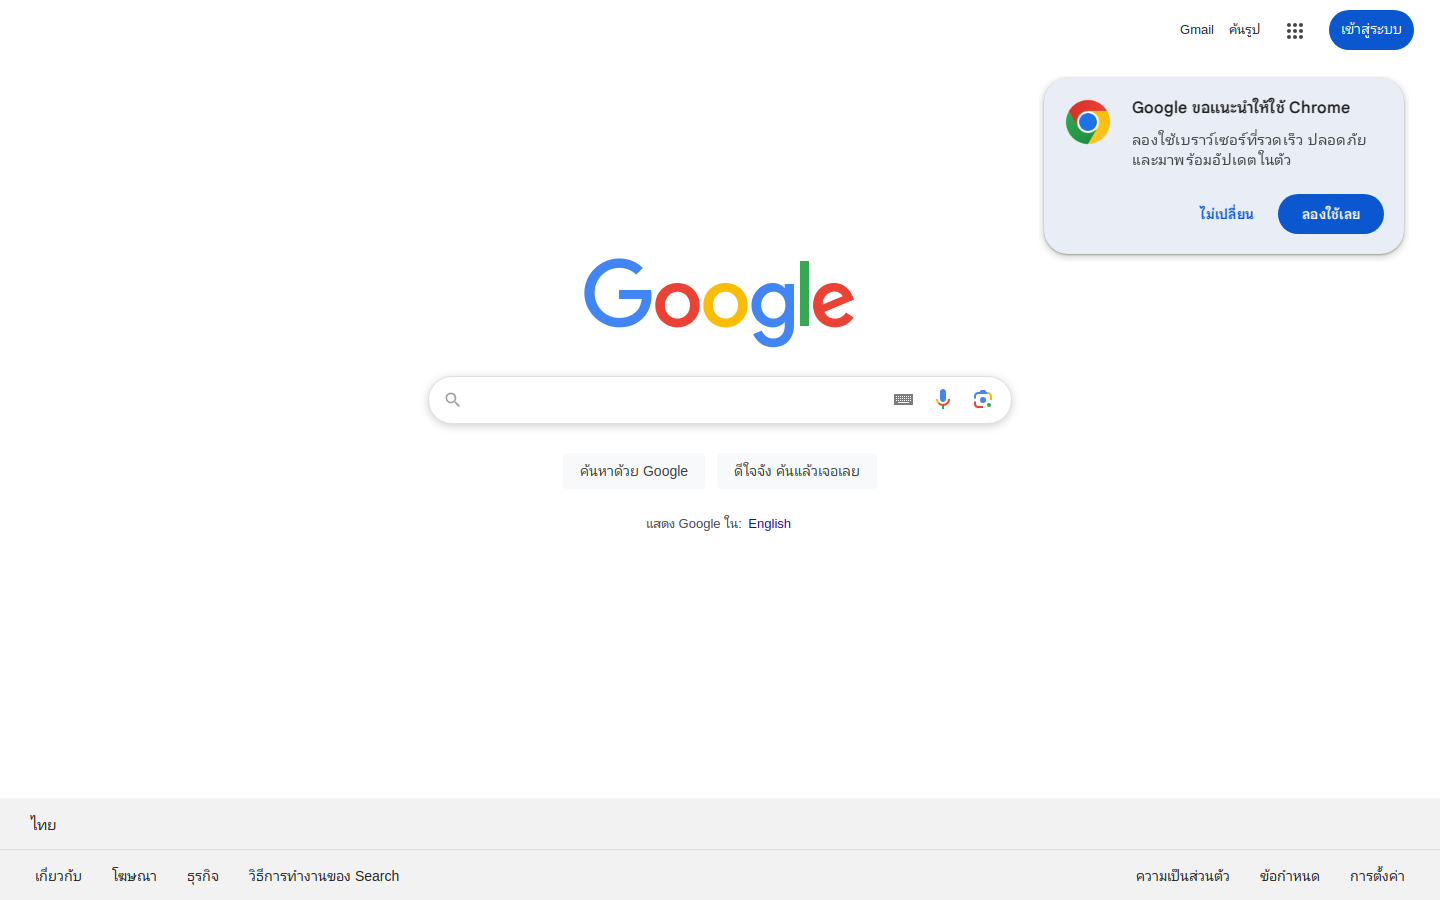 Gmail ค้นรูป เข้าสู่ระบบ
Google ขอแนะนำให้ใช้ Chrome
ลองใช้เบราว์เซอร์ที่รวดเร็ว ปลอดภัย
และมาพร้อมอัปเดตในตัว
ไม่เปลี่ยน ลองใช้เลย
Google
ค้นหาด้วย Google ดีใจจัง ค้นแล้วเจอเลย
แสดง Google ใน: English
ไทย
เกี่ยวกับ โฆษณา ธุรกิจ วิธีการทำงานของ Search ความเป็นส่วนตัว ข้อกำหนด การตั้งค่า